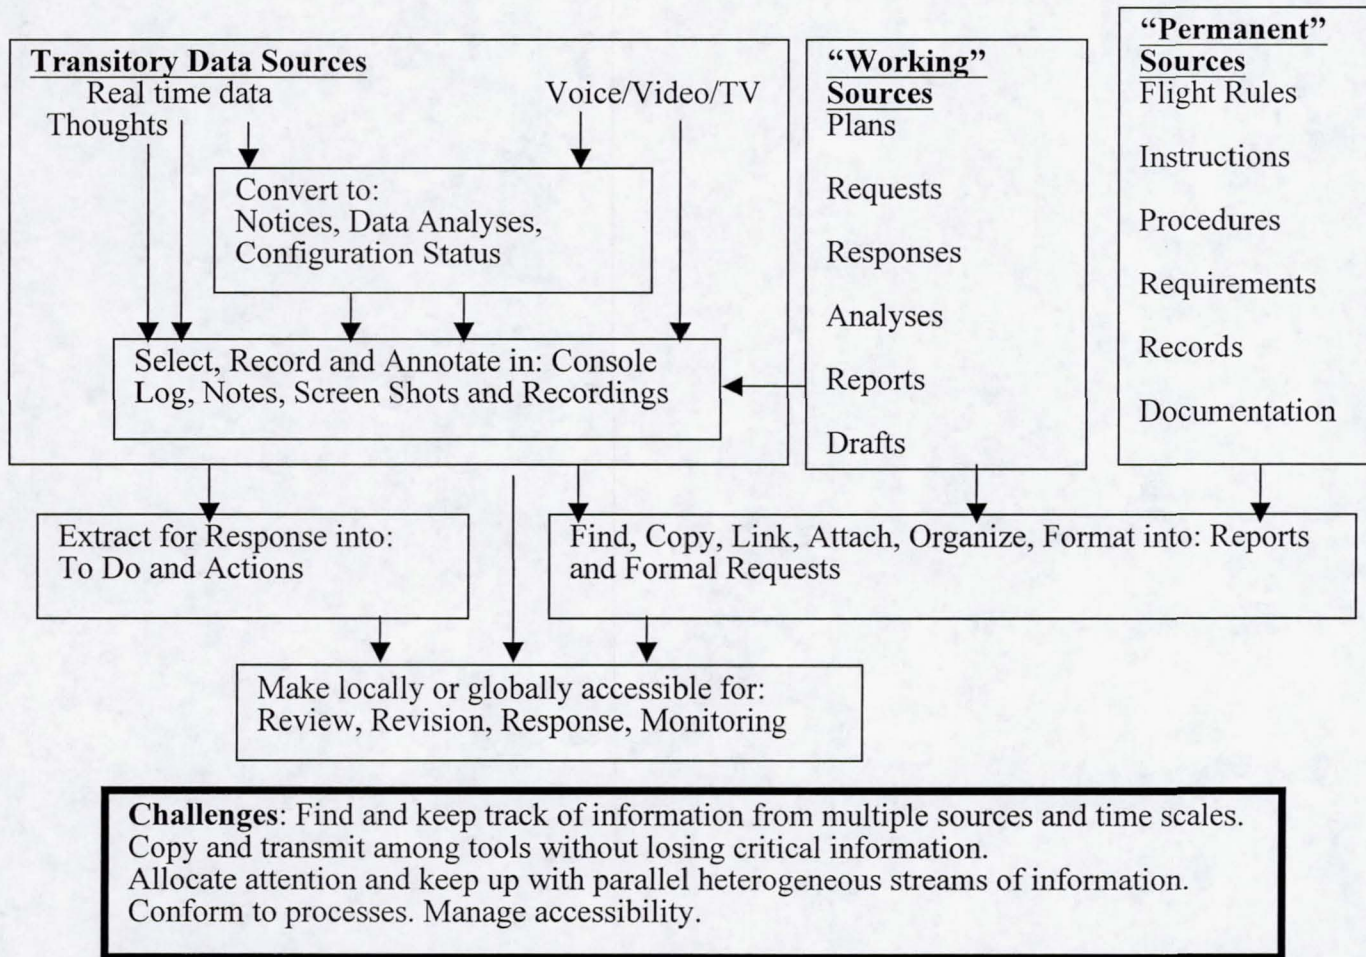 Transitory Data Sources
Real time data
Voice/Video/TV
Thoughts
Convert to:
Notices, Data Analyses,
Configuration Status
Select, Record and Annotate in: Console
Log, Notes, Screen Shots and Recordings
“Working”
Sources
Plans
Requests
Responses
Analyses
Reports
Drafts
“Permanent”
Sources
Flight Rules
Instructions
Procedures
Requirements
Records
Documentation
Extract for Response into:
To Do and Actions
Find, Copy, Link, Attach, Organize, Format into: Reports
and Formal Requests
Make locally or globally accessible for:
Review, Revision, Response, Monitoring
Challenges: Find and keep track of information from multiple sources and time scales.
Copy and transmit among tools without losing critical information.
Allocate attention and keep up with parallel heterogeneous streams of information.
Conform to processes. Manage accessibility.